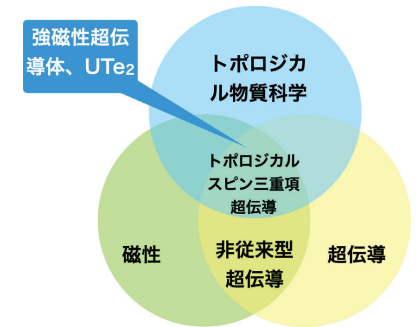 強磁性超伝
導体、UTe₂
トポロジカ
ル物質科学
トポロジカル
スピン三重項
超伝導
磁性
非従来型
超伝導
超伝導